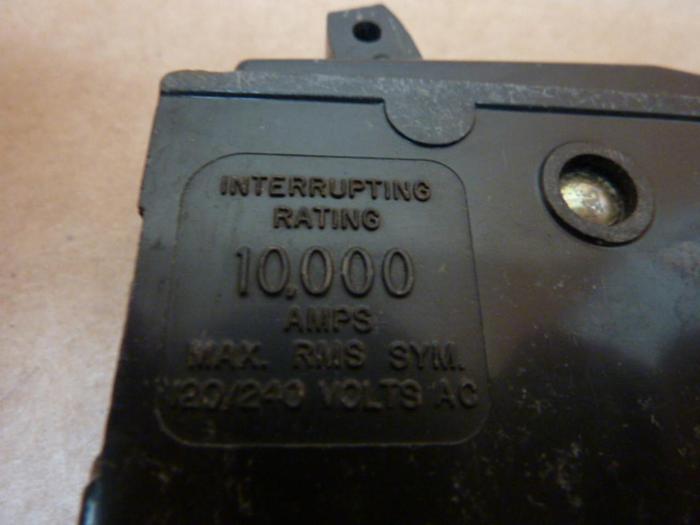 INTERRUPTING
RATING
10,000
AMPS
MAX. RMS SYM.
120/240 VOLTS AC